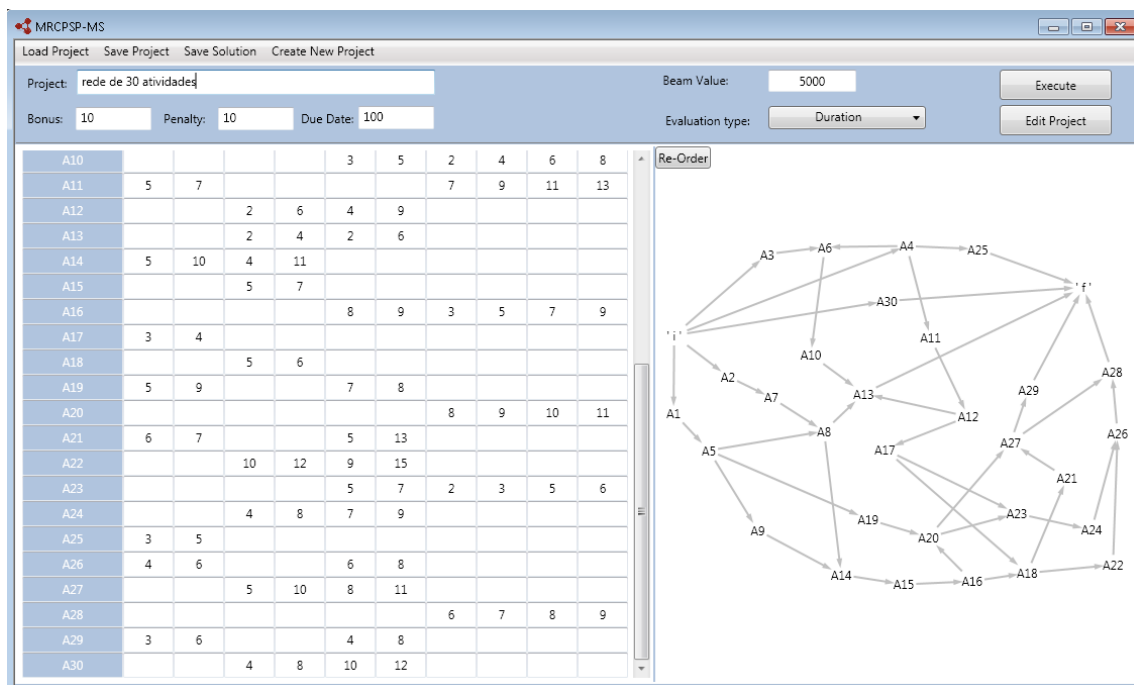 MRCPSP-MS
Load Project Save Project Save Solution Create New Project
Project: rede de 30 atividades Beam Value: 5000 Execute
Bonus: 10 Penalty: 10 Due Date: 100 Evaluation type: Duration Edit Project
Re-Order
A10 3 5 2 4 6 8
A11 5 7 7 9 11 13
A12 2 6 4 9
A13 2 4 2 6
A14 5 10 4 11
A15 5 7
A16 8 9 3 5 7 9
A17 3 4
A18 5 6
A19 5 9 7 8
A20 8 9 10 11
A21 6 7 5 13
A22 10 12 9 15
A23 5 7 2 3 5 6
A24 4 8 7 9
A25 3 5
A26 4 6 6 8
A27 5 10 8 11
A28 6 7 8 9
A29 3 6 4 8
A30 4 8 10 12
A3 A6 A4 A25
'f'
A30
'i' A11
A10
A2 A28
A7 A13 A29
A1 A12
A8 A26
A5 A17 A27
A21
A19 A23
A9 A20 A24
A14 A15 A16 A18 A22